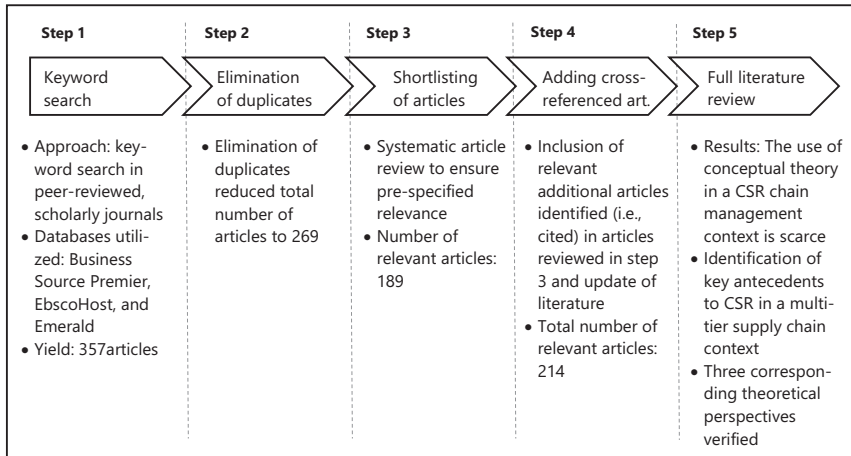 Step 1
Step 2
Step 3
Step 4
Step 5
Keyword
search
Elimination
of duplicates
Shortlisting
of articles
Adding cross-
referenced art.
Full literature
review
• Approach: key-
word search in
peer-reviewed,
scholarly journals
• Databases utili-
zed: Business
Source Premier,
EbscoHost, and
Emerald
• Yield: 357articles
• Elimination of
duplicates
reduced total
number of
articles to 269
• Systematic article
review to ensure
pre-specified
relevance
• Number of
relevant articles:
189
• Inclusion of
relevant
additional articles
identified (i.e.,
cited) in articles
reviewed in step
3 and update of
literature
• Total number of
relevant articles:
214
• Results: The use of
conceptual theory
in a CSR chain
management
context is scarce
• Identification of
key antecedents
to CSR in a multi-
tier supply chain
context
• Three correspon-
ding theoretical
perspectives
verified